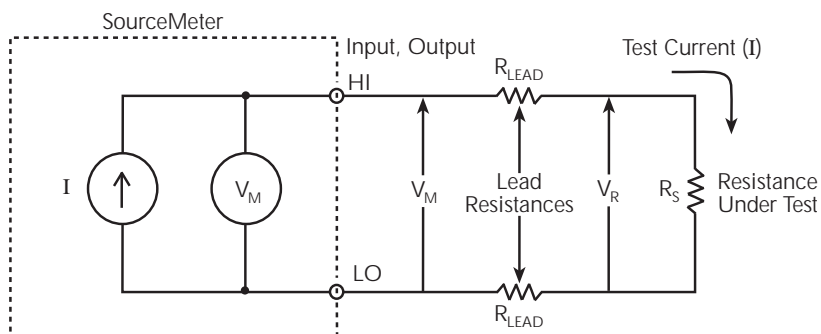 SourceMeter
Input, Output
Test Current (I)
R_LEAD
HI
I
V_M
V_M
Lead
Resistances
V_R
R_S
Resistance
Under Test
LO
R_LEAD